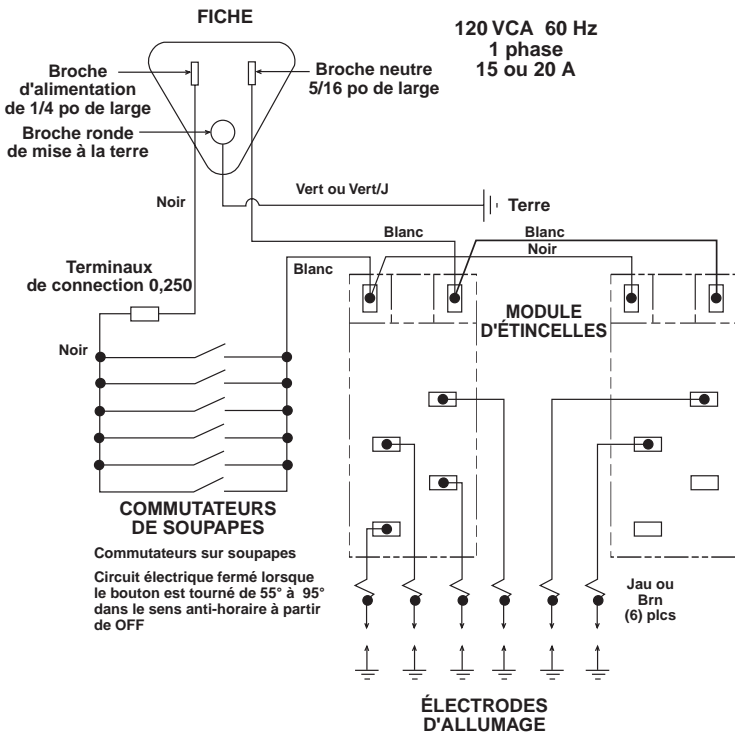 FICHE
120 VCA 60 Hz
1 phase
15 ou 20 A
Broche
d'alimentation
de 1/4 po de large
Broche neutre
5/16 po de large
Broche ronde
de mise à la terre
Vert ou Vert/J
Terre
Noir
Blanc
Blanc
Noir
Blanc
Terminaux
de connection 0,250
MODULE
D'ÉTINCELLES
Noir
COMMUTATEURS
DE SOUPAPES
Commutateurs sur soupapes
Circuit électrique fermé lorsque
le bouton est tourné de 55° à 95°
dans le sens anti-horaire à partir
de OFF
Jau ou
Brn
(6) plcs
ÉLECTRODES
D'ALLUMAGE